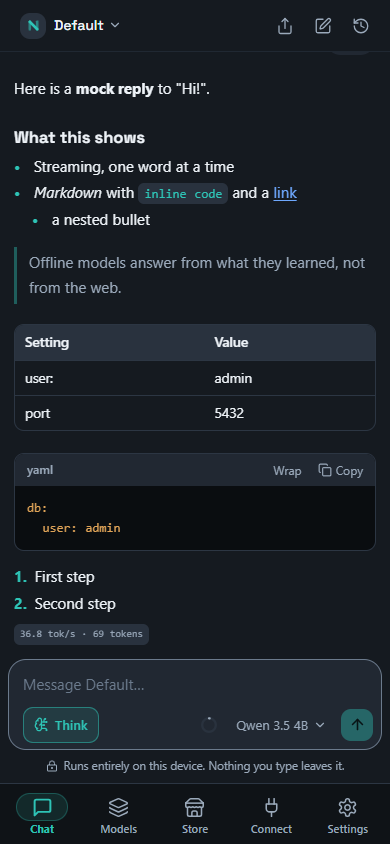 Default
Here is a mock reply to "Hi!".
What this shows
• Streaming, one word at a time
• Markdown with inline code and a link
• a nested bullet
Offline models answer from what they learned, not
from the web.
Setting Value
user: admin
port 5432
yaml Wrap Copy
db:
  user: admin
1. First step
2. Second step
36.8 tok/s · 69 tokens
Message Default...
Think Qwen 3.5 4B
Runs entirely on this device. Nothing you type leaves it.
Chat Models Store Connect Settings